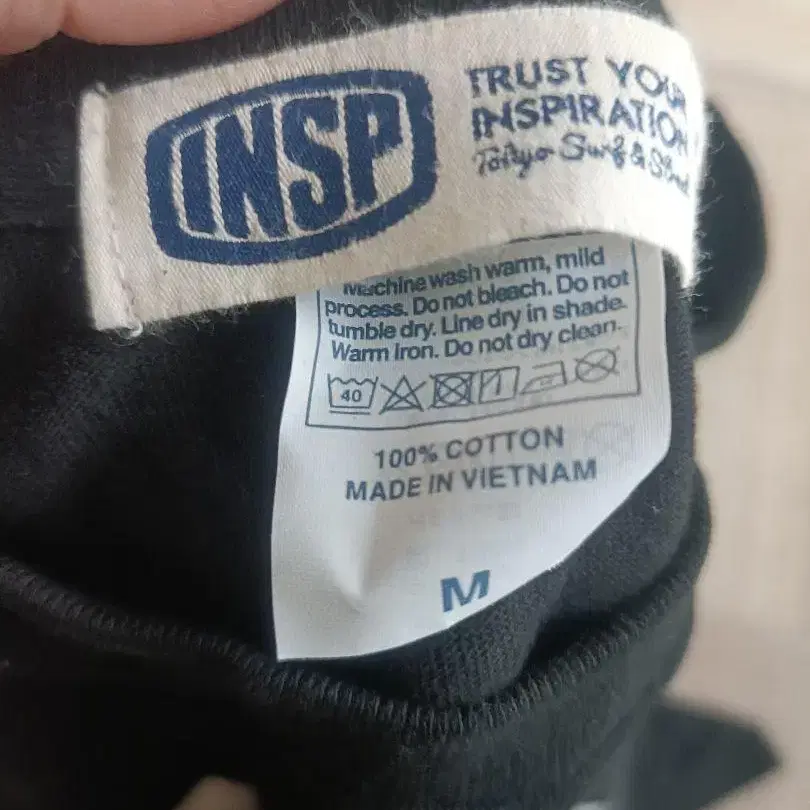 INSP
TRUST YOUR
INSPIRATION
Tokyo Surf &
Machine wash warm, mild
process. Do not bleach. Do not
tumble dry. Line dry in shade.
Warm Iron. Do not dry clean.
40
100% COTTON
MADE IN VIETNAM
M